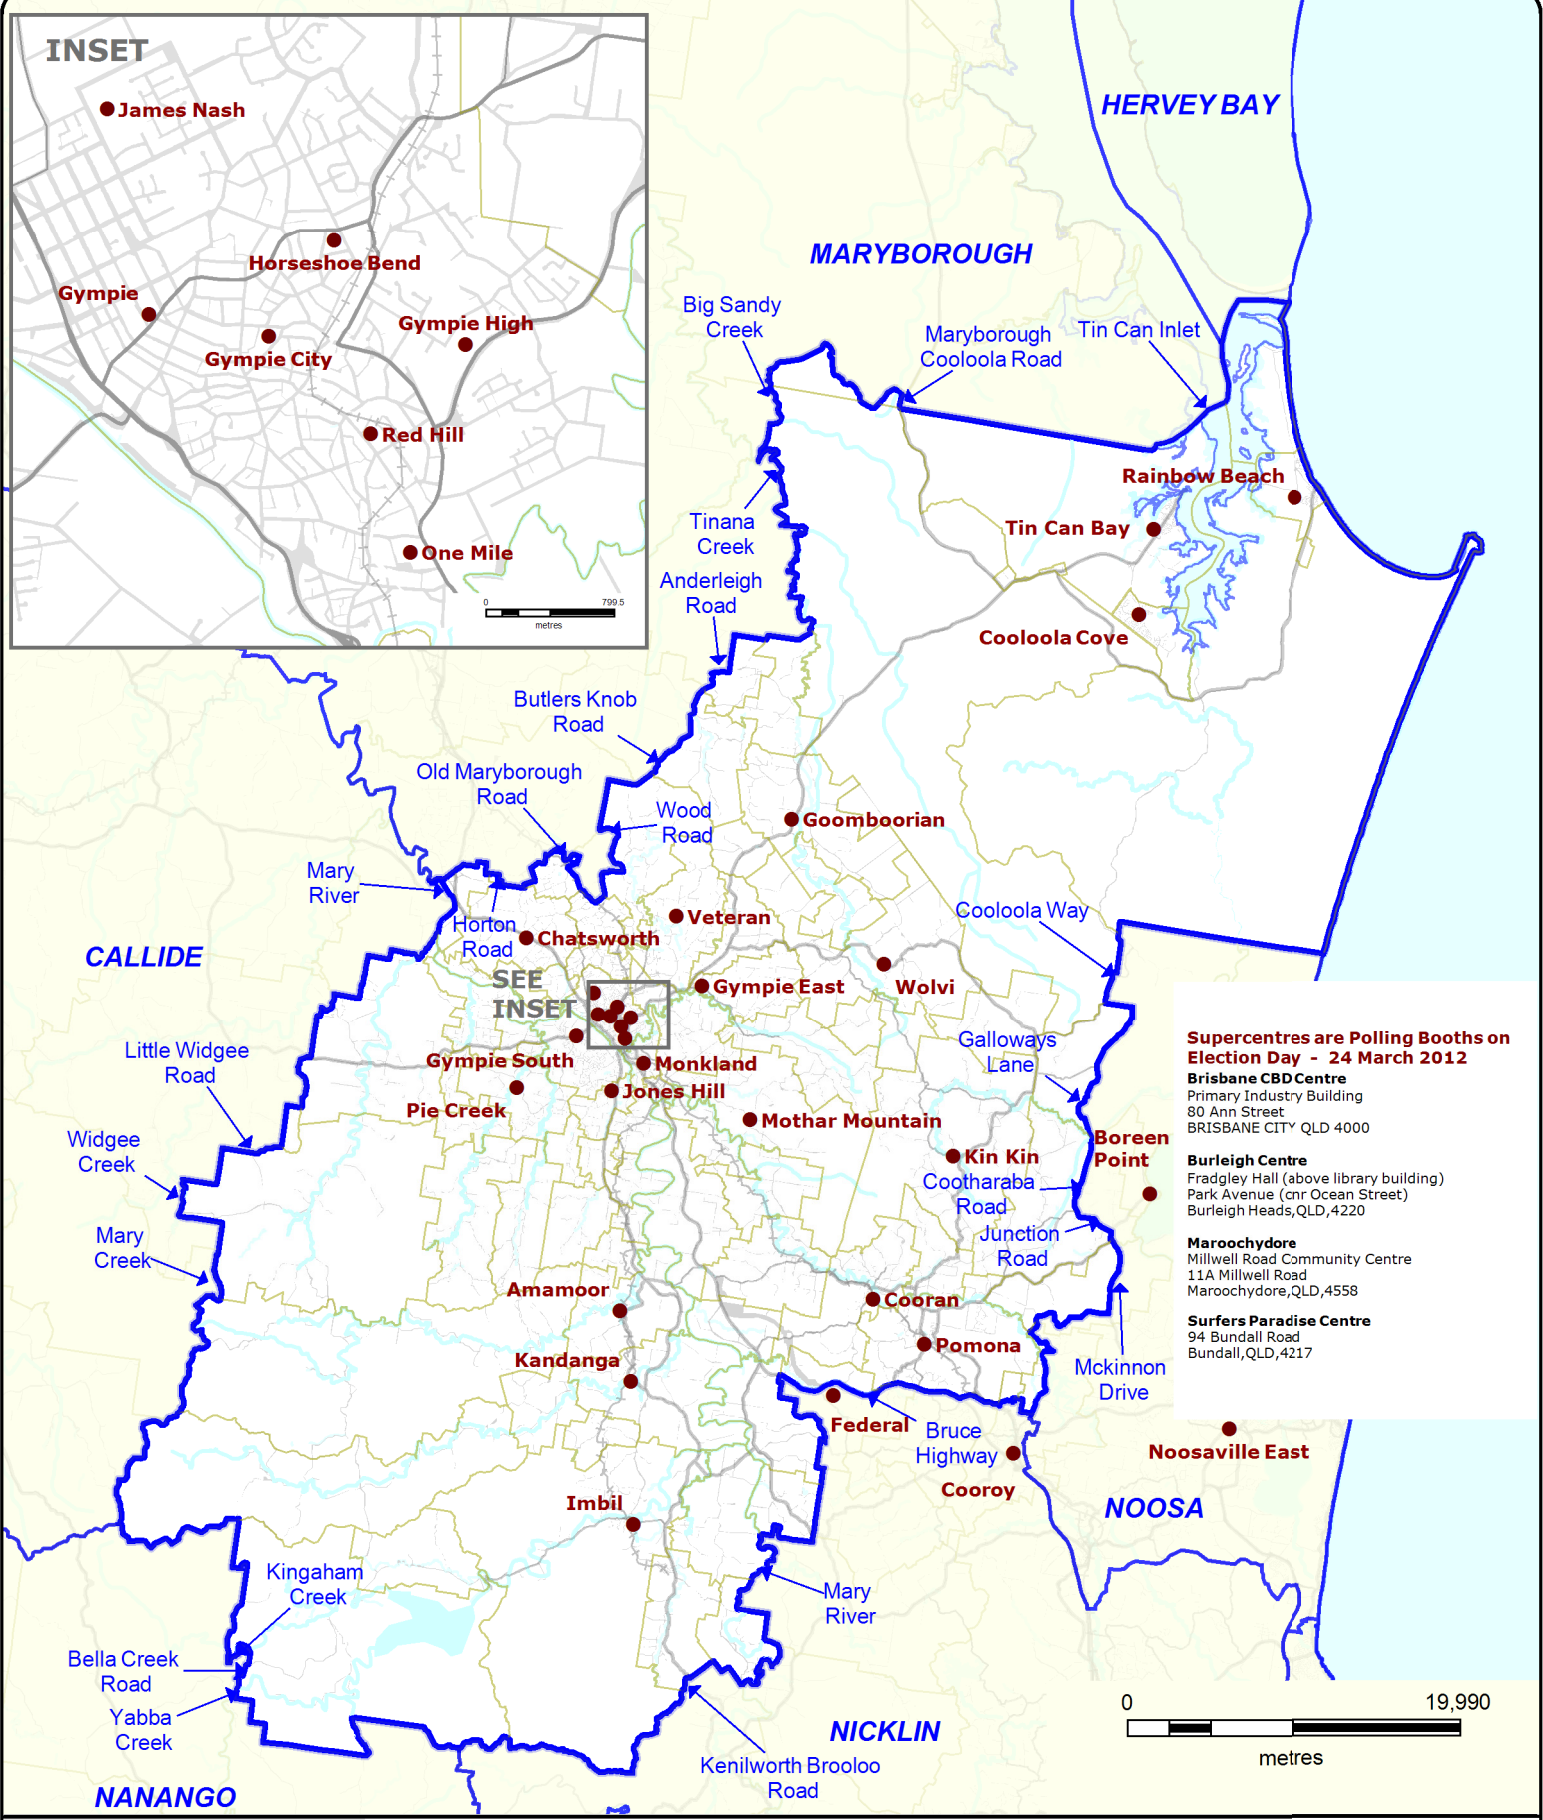 INSET
James Nash
Horseshoe Bend
Gympie
Gympie High
Gympie City
Red Hill
One Mile
0
799.5
metres
HERVEY BAY
MARYBOROUGH
Big Sandy
Creek
Maryborough
Cooloola Road
Tin Can Inlet
Rainbow Beach
Tin Can Bay
Tinana
Creek
Anderleigh
Road
Cooloola Cove
Butlers Knob
Road
Old Maryborough
Road
Wood
Road
Goomboorian
Mary
River
Horton
Road
Veteran
Chatsworth
Cooloola Way
CALLIDE
SEE
INSET
Gympie East
Wolvi
Galloways
Lane
Gympie South
Monkland
Little Widgee
Road
Jones Hill
Pie Creek
Mothar Mountain
Widgee
Creek
Boreen
Point
Kin Kin
Cootharaba
Road
Mary
Creek
Junction
Road
Amamoor
Cooran
Kandanga
Pomona
Mckinnon
Drive
Federal
Bruce
Highway
Cooroy
Noosaville East
Imbil
NOOSA
Kingaham
Creek
Mary
River
Bella Creek
Road
Yabba
Creek
NICKLIN
Kenilworth Brooloo
Road
NANANGO
Supercentres are Polling Booths on
Election Day - 24 March 2012
Brisbane CBD Centre
Primary Industry Building
80 Ann Street
BRISBANE CITY QLD 4000
Burleigh Centre
Fradgley Hall (above library building)
Park Avenue (cnr Ocean Street)
Burleigh Heads,QLD,4220
Maroochydore
Millwell Road Community Centre
11A Millwell Road
Maroochydore,QLD,4558
Surfers Paradise Centre
94 Bundall Road
Bundall,QLD,4217
0
19,990
metres